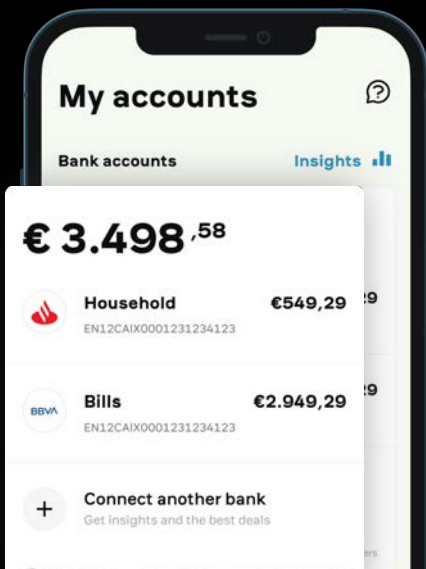 My accounts
Bank accounts
Insights
€ 3.498,58
Household
€549,29
EN12CAIX0001231234123
BBVA
Bills
€2.949,29
EN12CAIX0001231234123
Connect another bank
Get insights and the best deals